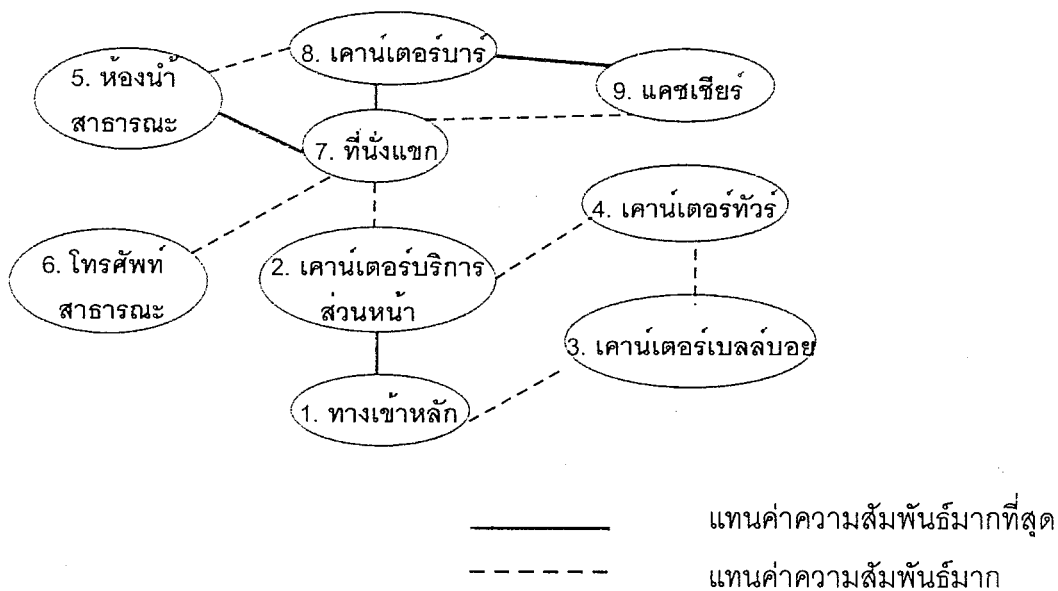 8. เคาน์เตอร์บาร์
5. ห้องน้ำ
สาธารณะ
9. แคชเชียร์
7. ที่นั่งแขก
4. เคาน์เตอร์ทัวร์
6. โทรศัพท์
สาธารณะ
2. เคาน์เตอร์บริการ
ส่วนหน้า
3. เคาน์เตอร์เบลล์บอย
1. ทางเข้าหลัก
แทนค่าความสัมพันธ์มากที่สุด
แทนค่าความสัมพันธ์มาก